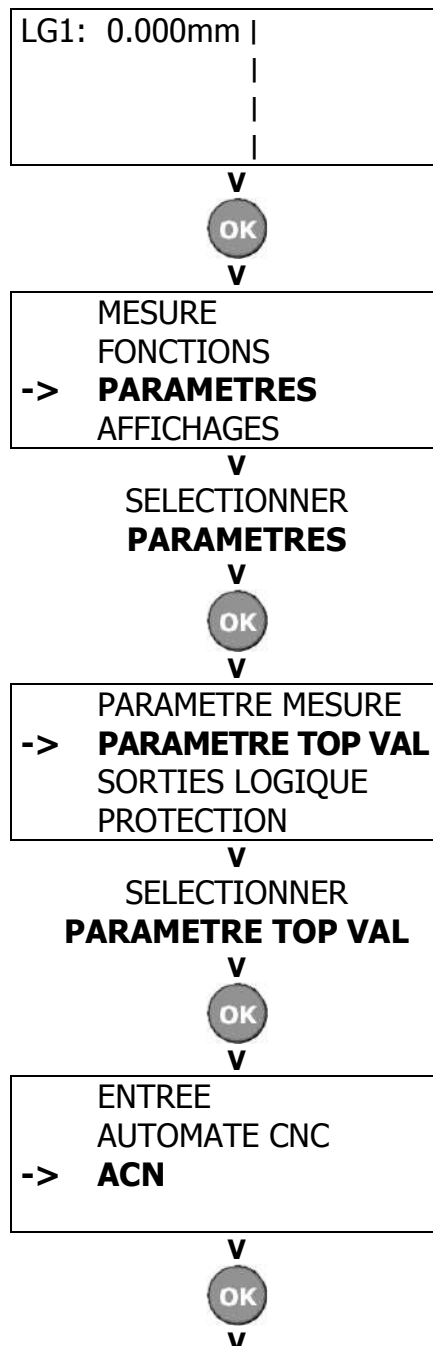 LG1: 0.000mm |
|
|
|
v
OK
v
MESURE
FONCTIONS
-> PARAMETRES
AFFICHAGES
v
SELECTIONNER
PARAMETRES
v
OK
v
PARAMETRE MESURE
-> PARAMETRE TOP VAL
SORTIES LOGIQUE
PROTECTION
v
SELECTIONNER
PARAMETRE TOP VAL
v
OK
v
ENTREE
AUTOMATE CNC
-> ACN
v
OK
v